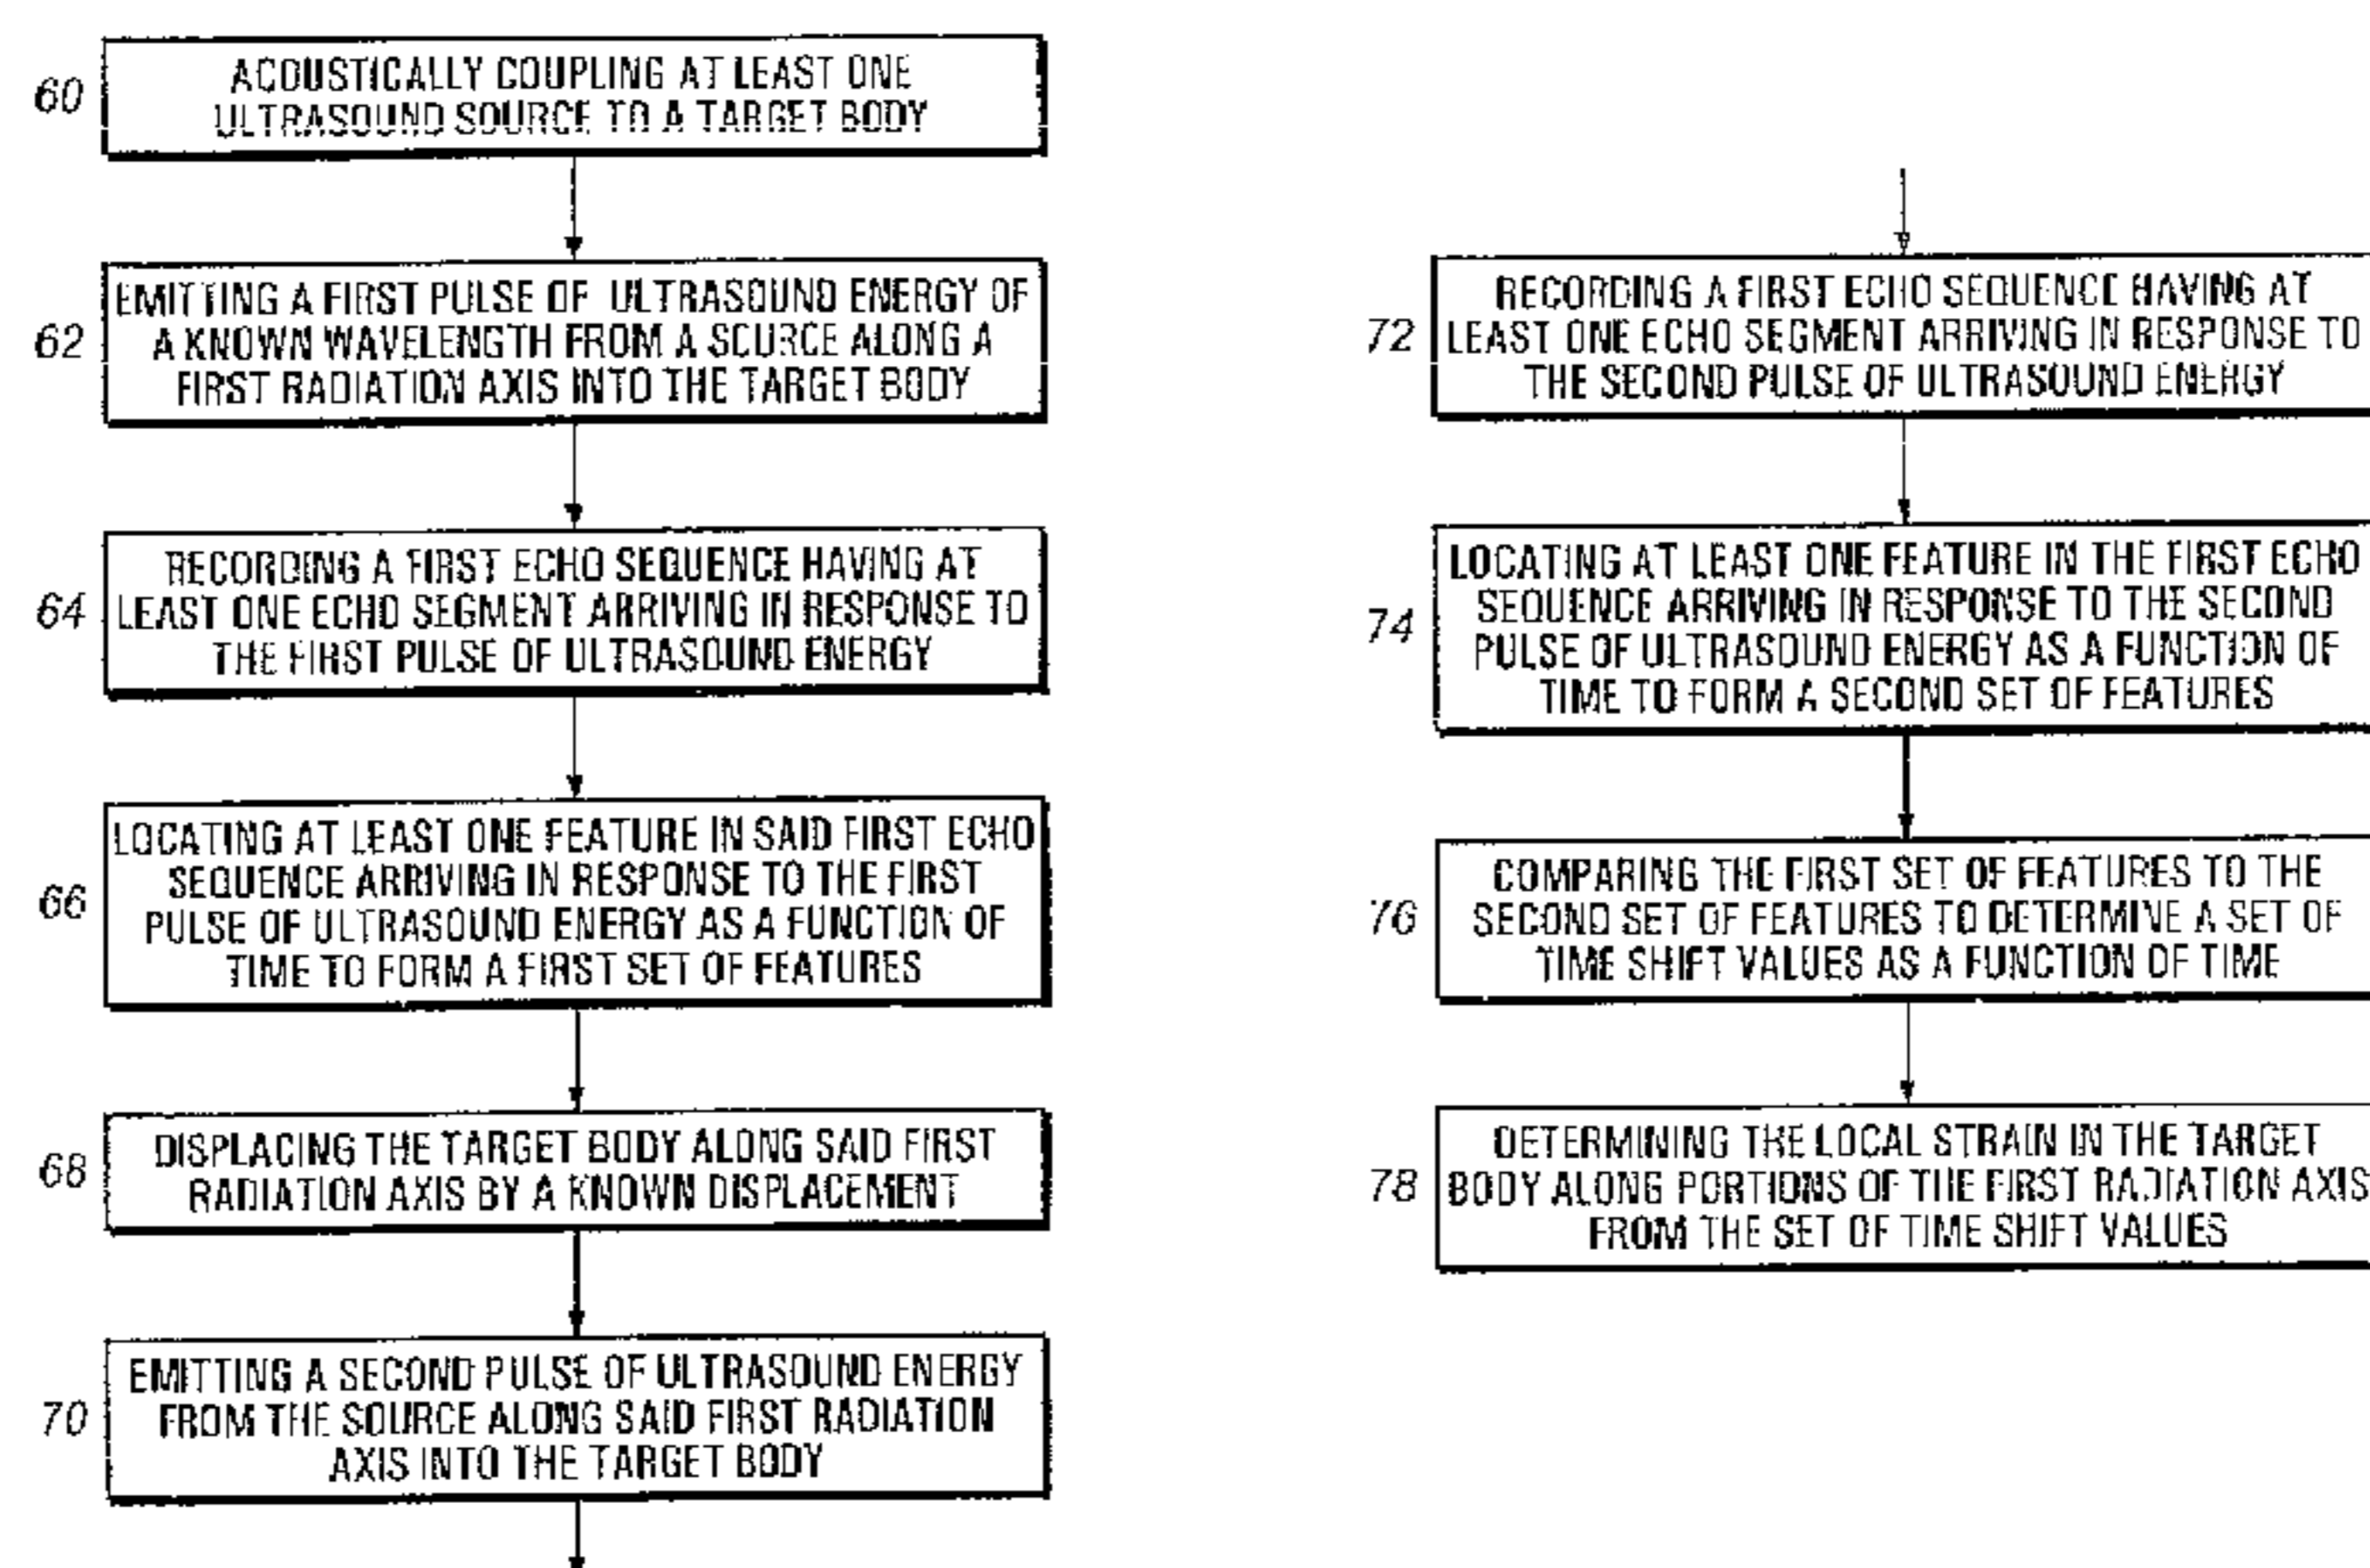 60
ACOUSTICALLY COUPLING AT LEAST ONE
ULTRASOUND SOURCE TO A TARGET BODY
62
EMITTING A FIRST PULSE OF ULTRASOUND ENERGY OF
A KNOWN WAVELENGTH FROM A SOURCE ALONG A
FIRST RADIATION AXIS INTO THE TARGET BODY
64
RECORDING A FIRST ECHO SEQUENCE HAVING AT
LEAST ONE ECHO SEGMENT ARRIVING IN RESPONSE TO
THE FIRST PULSE OF ULTRASOUND ENERGY
66
LOCATING AT LEAST ONE FEATURE IN SAID FIRST ECHO
SEQUENCE ARRIVING IN RESPONSE TO THE FIRST
PULSE OF ULTRASOUND ENERGY AS A FUNCTION OF
TIME TO FORM A FIRST SET OF FEATURES
68
DISPLACING THE TARGET BODY ALONG SAID FIRST
RADIATION AXIS BY A KNOWN DISPLACEMENT
70
EMITTING A SECOND PULSE OF ULTRASOUND ENERGY
FROM THE SOURCE ALONG SAID FIRST RADIATION
AXIS INTO THE TARGET BODY
72
RECORDING A FIRST ECHO SEQUENCE HAVING AT
LEAST ONE ECHO SEGMENT ARRIVING IN RESPONSE TO
THE SECOND PULSE OF ULTRASOUND ENERGY
74
LOCATING AT LEAST ONE FEATURE IN THE FIRST ECHO
SEQUENCE ARRIVING IN RESPONSE TO THE SECOND
PULSE OF ULTRASOUND ENERGY AS A FUNCTION OF
TIME TO FORM A SECOND SET OF FEATURES
76
COMPARING THE FIRST SET OF FEATURES TO THE
SECOND SET OF FEATURES TO DETERMINE A SET OF
TIME SHIFT VALUES AS A FUNCTION OF TIME
78
DETERMINING THE LOCAL STRAIN IN THE TARGET
BODY ALONG PORTIONS OF THE FIRST RADIATION AXIS
FROM THE SET OF TIME SHIFT VALUES